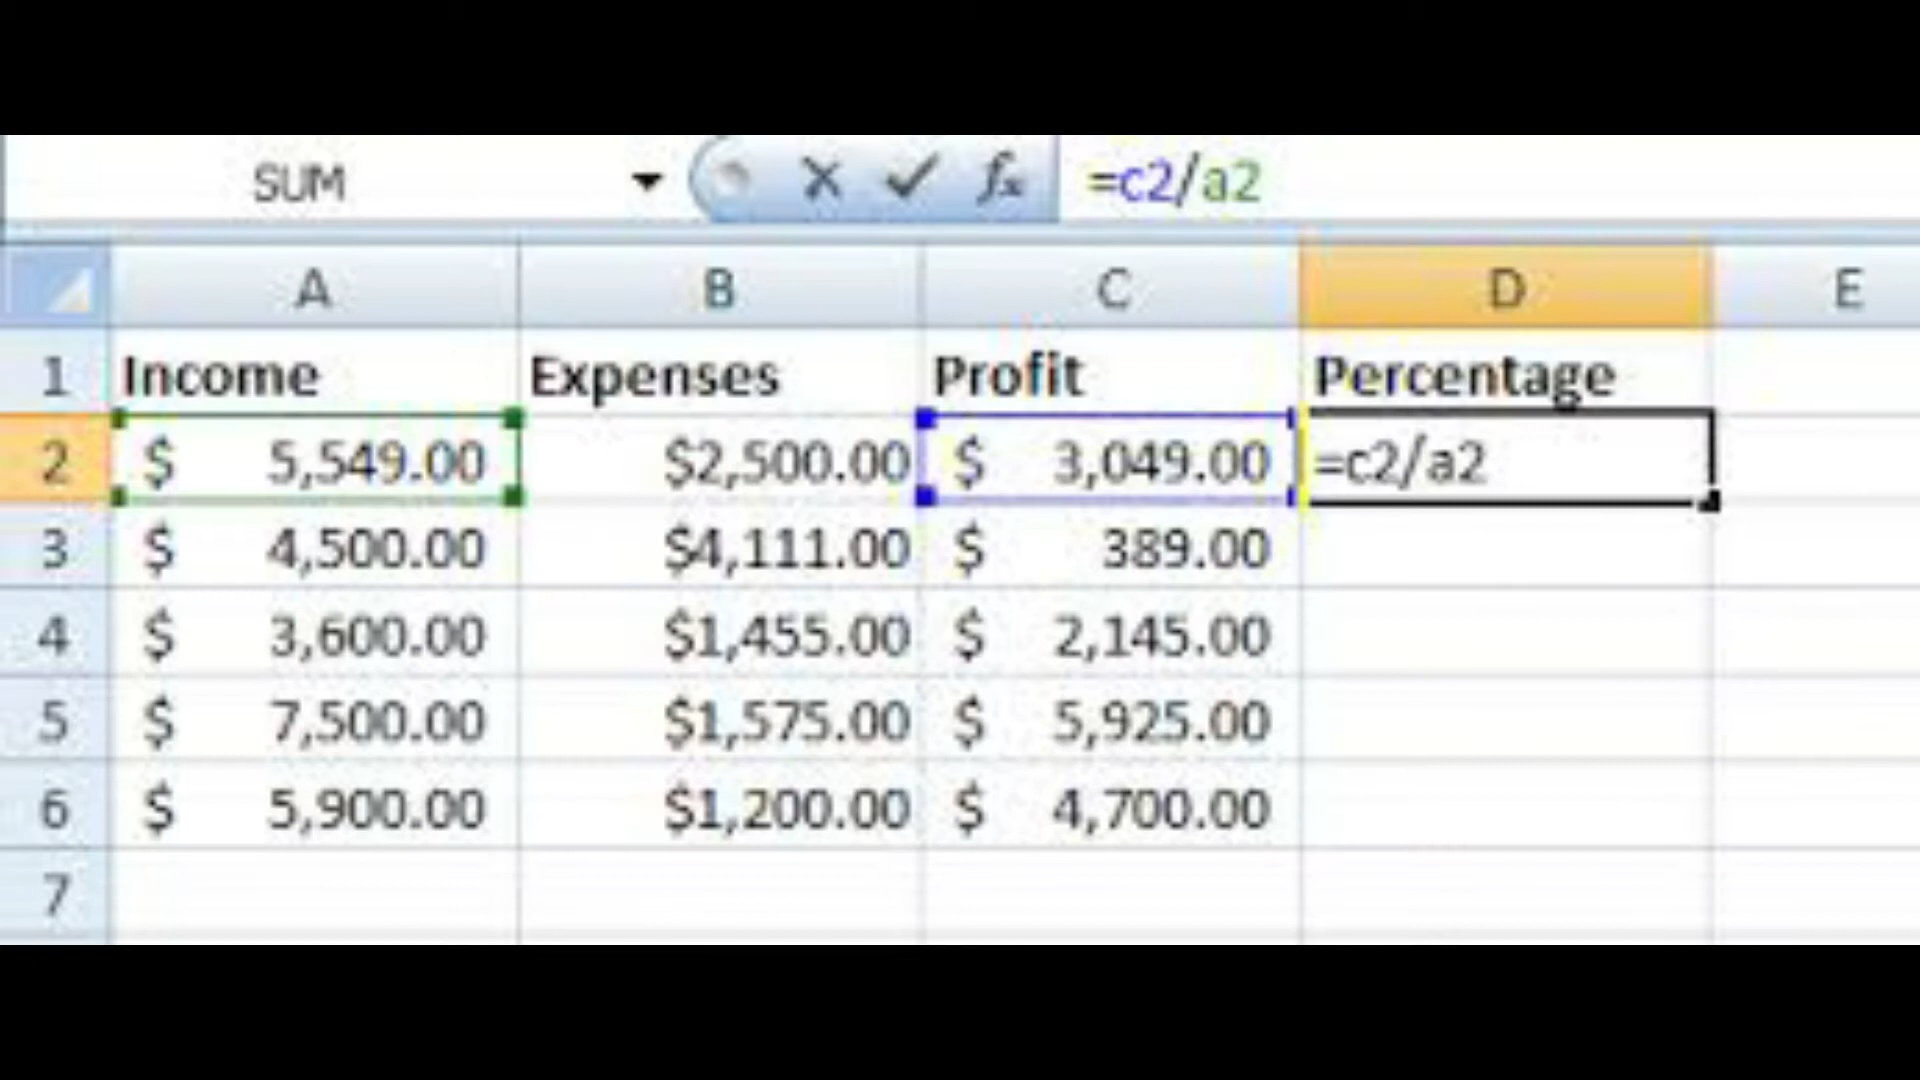 SUM fx =c2/a2
A B C D E
1 Income Expenses Profit Percentage
2 $ 5,549.00 $2,500.00 $ 3,049.00 =c2/a2
3 $ 4,500.00 $4,111.00 $ 389.00
4 $ 3,600.00 $1,455.00 $ 2,145.00
5 $ 7,500.00 $1,575.00 $ 5,925.00
6 $ 5,900.00 $1,200.00 $ 4,700.00
7